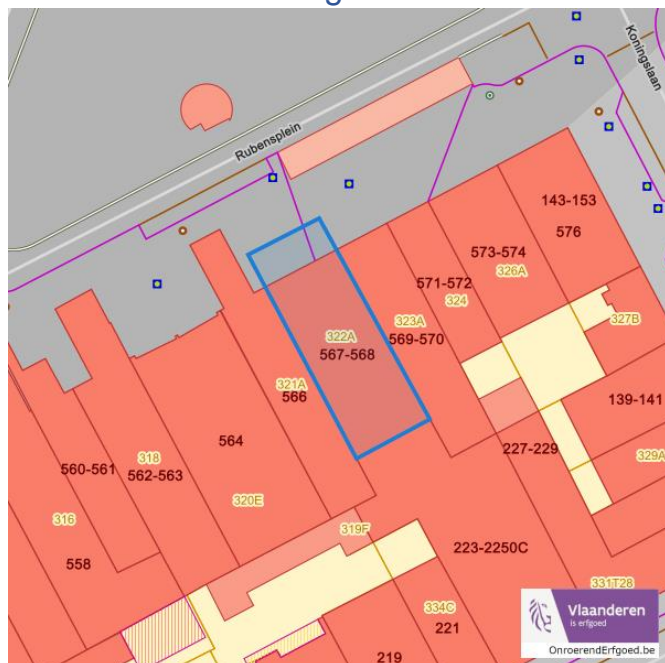 Koningslaan
Rubensplein
143-153
576
573-574
326A
571-572
324
327B
322A
323A
567-568
569-570
321A
566
139-141
564
227-229
329A
560-561
318
562-563
320E
316
319F
223-2250C
558
331T28
334C
221
219
Vlaanderen
is erfgoed
OnroerendErfgoed.be